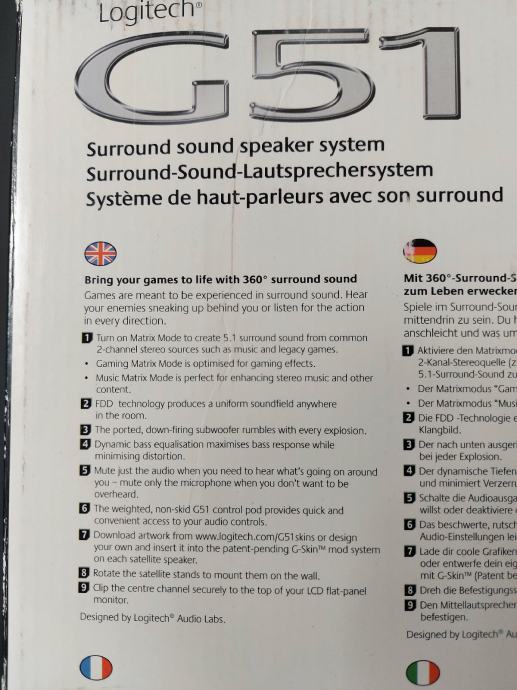 Logitech®
G51
Surround sound speaker system
Surround-Sound-Lautsprechersystem
Système de haut-parleurs avec son surround
Bring your games to life with 360° surround sound
Games are meant to be experienced in surround sound. Hear
your enemies sneaking up behind you or listen for the action
in every direction.
1 Turn on Matrix Mode to create 5.1 surround sound from common
2-channel stereo sources such as music and legacy games.
• Gaming Matrix Mode is optimised for gaming effects.
• Music Matrix Mode is perfect for enhancing stereo music and other
content.
2 FDD technology produces a uniform soundfield anywhere
in the room.
3 The ported, down-firing subwoofer rumbles with every explosion.
4 Dynamic bass equalisation maximises bass response while
minimising distortion.
5 Mute just the audio when you need to hear what's going on around
you – mute only the microphone when you don't want to be
overheard.
6 The weighted, non-skid G51 control pod provides quick and
convenient access to your audio controls.
7 Download artwork from www.logitech.com/G51skins or design
your own and insert it into the patent-pending G-Skin™ mod system
on each satellite speaker.
8 Rotate the satellite stands to mount them on the wall.
9 Clip the centre channel securely to the top of your LCD flat-panel
monitor.
Designed by Logitech® Audio Labs.
Mit 360°-Surround-S
zum Leben erwecken
Spiele im Surround-Sou
mittendrin zu sein. Du h
anschleicht und was um
1 Aktiviere den Matrixmo
2-Kanal-Stereoquelle (z
5.1-Surround-Sound zu
• Der Matrixmodus "Gam
• Der Matrixmodus "Musi
2 Die FDD -Technologie e
Klangbild.
3 Der nach unten ausger
bei jeder Explosion.
4 Der dynamische Tiefen
und minimiert Verzerru
5 Schalte die Audioausga
willst oder deaktiviere
6 Das beschwerte, rutsch
Audio-Einstellungen lei
7 Lade dir coole Grafiken
oder entwerfe dein eig
mit G-Skin™ (Patent be
8 Dreh die Befestigungss
9 Den Mittellautsprecher
befestigen.
Designed by Logitech® Au